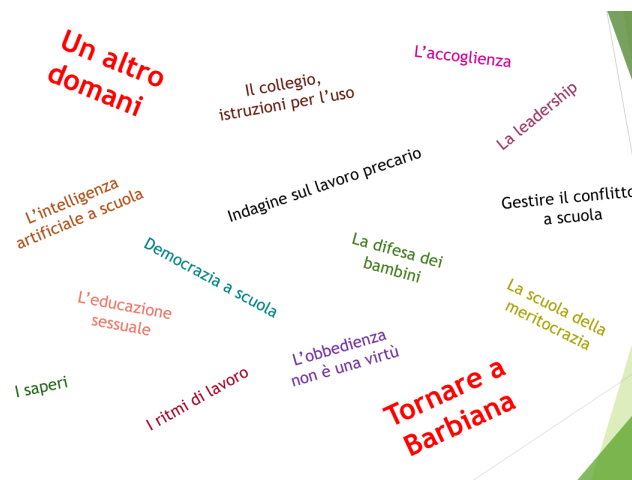 Un altro
domani
L'accoglienza
Il collegio,
istruzioni per l'uso
La leadership
Indagine sul lavoro precario
L'intelligenza
artificiale a scuola
Gestire il conflitto
a scuola
Democrazia a scuola
La difesa dei
bambini
L'educazione
sessuale
La scuola della
meritocrazia
L'obbedienza
non è una virtù
I saperi
I ritmi di lavoro
Tornare a
Barbiana